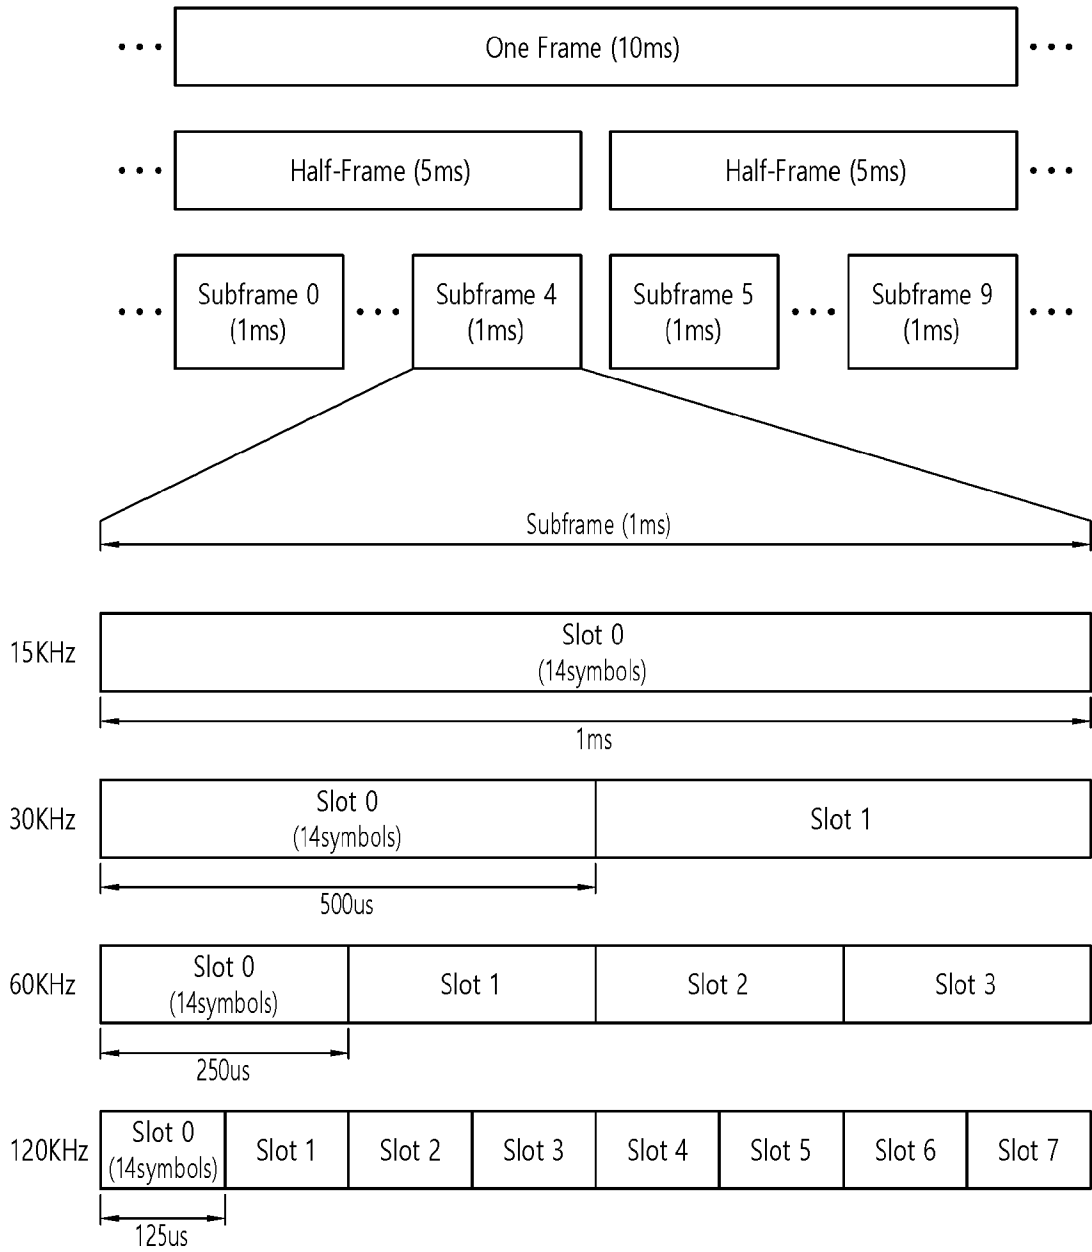 One Frame (10ms)
Half-Frame (5ms)
Half-Frame (5ms)
Subframe 0
(1ms)
Subframe 4
(1ms)
Subframe 5
(1ms)
Subframe 9
(1ms)
Subframe (1ms)
15KHz
Slot 0
(14symbols)
1ms
30KHz
Slot 0
(14symbols)
Slot 1
500us
60KHz
Slot 0
(14symbols)
Slot 1
Slot 2
Slot 3
250us
120KHz
Slot 0
(14symbols)
Slot 1
Slot 2
Slot 3
Slot 4
Slot 5
Slot 6
Slot 7
125us